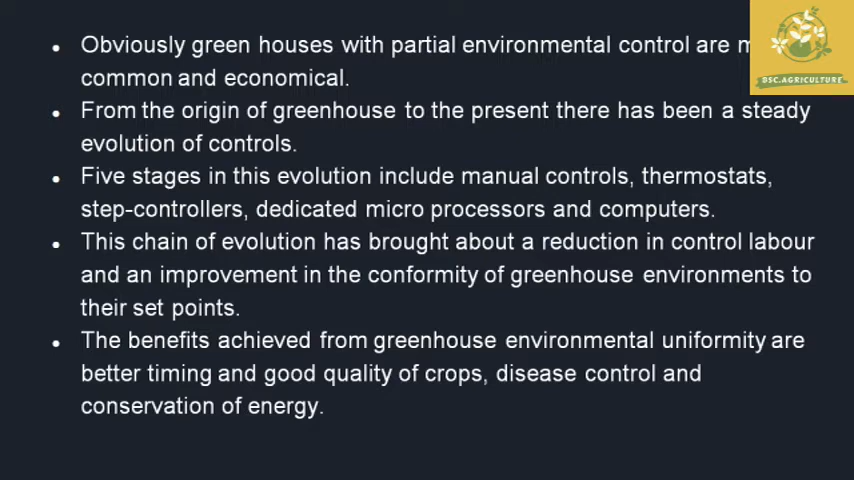 • Obviously green houses with partial environmental control are
common and economical.
• From the origin of greenhouse to the present there has been a steady
evolution of controls.
• Five stages in this evolution include manual controls, thermostats,
step-controllers, dedicated micro processors and computers.
• This chain of evolution has brought about a reduction in control labour
and an improvement in the conformity of greenhouse environments to
their set points.
• The benefits achieved from greenhouse environmental uniformity are
better timing and good quality of crops, disease control and
conservation of energy.
BSC.AGRICULTURE